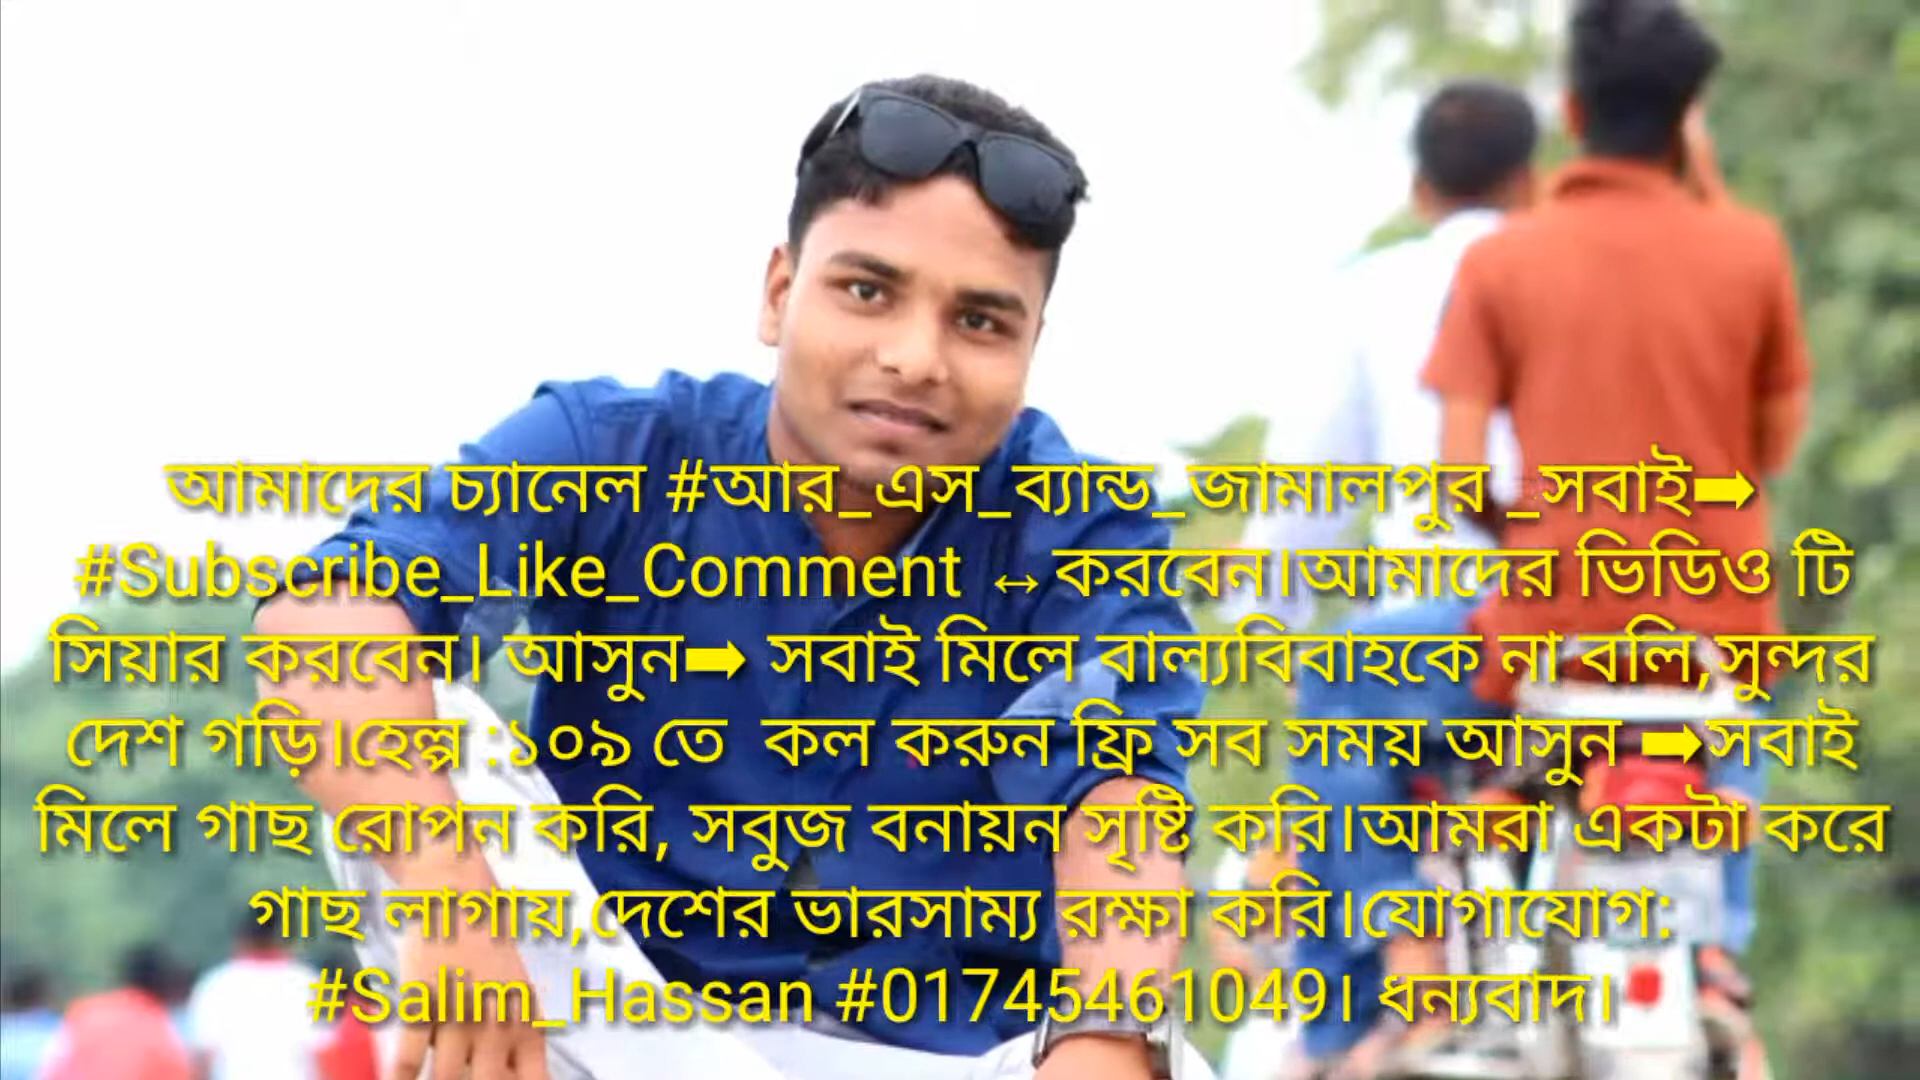 আমাদের চ্যানেল #আর_এস_ব্যান্ড_জামালপুর _সবাই➡
#Subscribe_Like_Comment ↔করবেন।আমাদের ভিডিও টি
সিয়ার করবেন। আসুন➡ সবাই মিলে বাল্যবিবাহকে না বলি,সুন্দর
দেশ গড়ি।হেল্প :১০৯ তে কল করুন ফ্রি সব সময় আসুন ➡সবাই
মিলে গাছ রোপন করি, সবুজ বনায়ন সৃষ্টি করি।আমরা একটা করে
গাছ লাগায়,দেশের ভারসাম্য রক্ষা করি।যোগাযোগ:
#Salim_Hassan #01745461049। ধন্যবাদ।